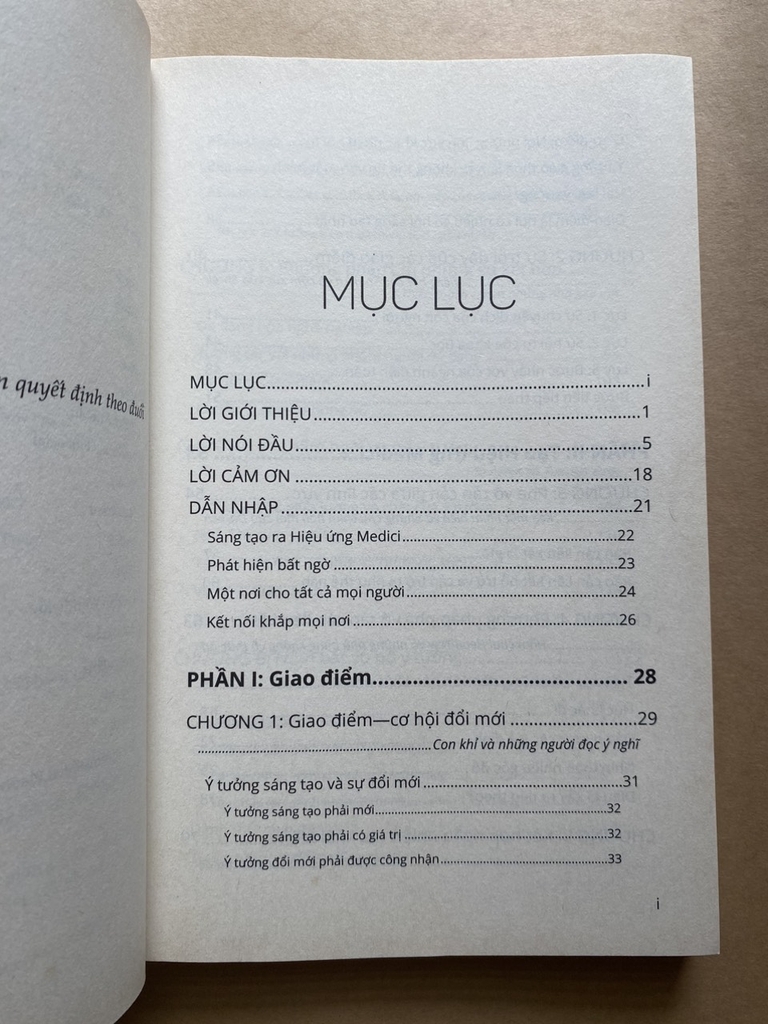 quyết định theo đuổi
MỤC LỤC
MỤC LỤC.....i
LỜI GIỚI THIỆU.....1
LỜI NÓI ĐẦU.....5
LỜI CẢM ƠN.....18
DẪN NHẬP.....21
Sáng tạo ra Hiệu ứng Medici.....22
Phát hiện bất ngờ.....23
Một nơi cho tất cả mọi người.....24
Kết nối khắp mọi nơi.....26
PHẦN I: Giao điểm..... 28
CHƯƠNG 1: Giao điểm—cơ hội đổi mới.....29
.....Con khỉ và những người đọc ý nghĩ
Ý tưởng sáng tạo và sự đổi mới.....31
Ý tưởng sáng tạo phải mới.....32
Ý tưởng sáng tạo phải có giá trị.....32
Ý tưởng đổi mới phải được công nhận.....33
i